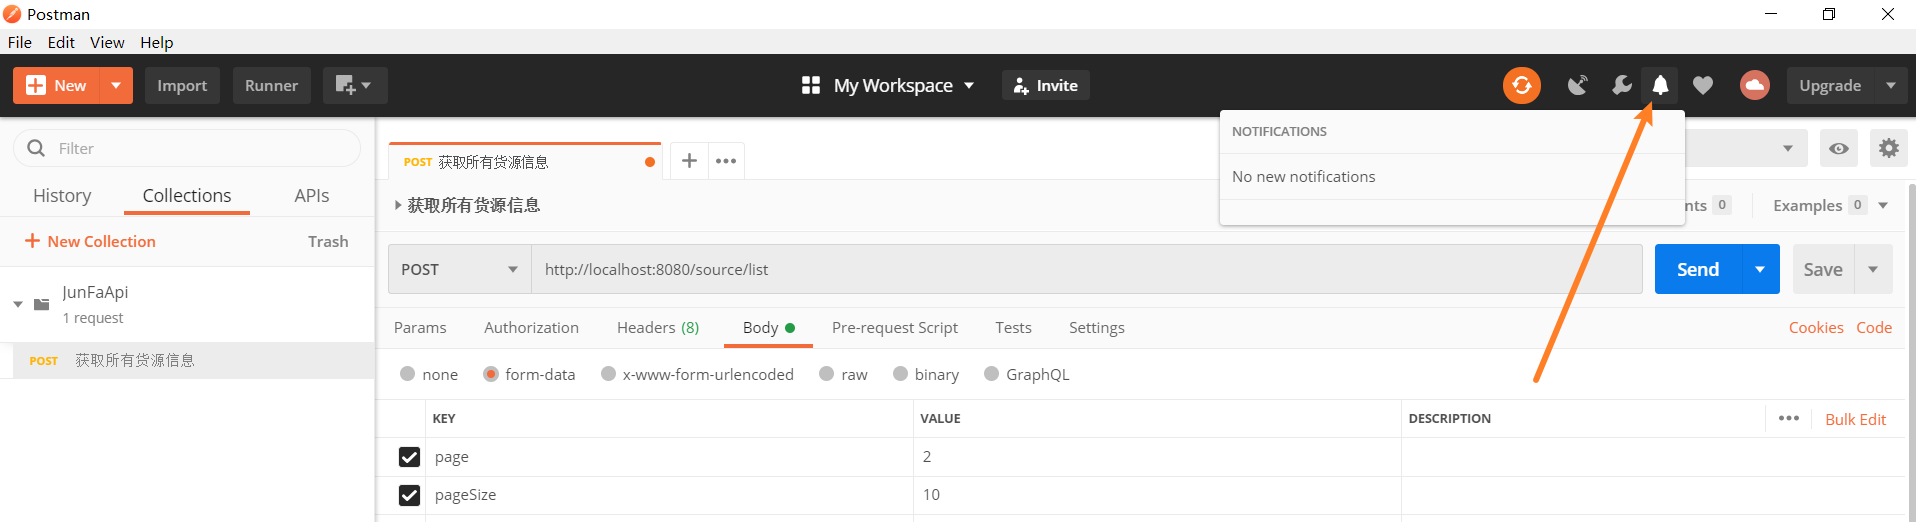 Postman
File Edit View Help
New Import Runner My Workspace Invite Upgrade
Filter
NOTIFICATIONS
POST 获取所有货源信息
No new notifications
History Collections APIs
获取所有货源信息 nts 0 Examples 0
New Collection Trash
POST http://localhost:8080/source/list Send Save
JunFaApi
1 request
Params Authorization Headers (8) Body Pre-request Script Tests Settings Cookies Code
POST 获取所有货源信息
none form-data x-www-form-urlencoded raw binary GraphQL
KEY VALUE DESCRIPTION Bulk Edit
page 2
pageSize 10